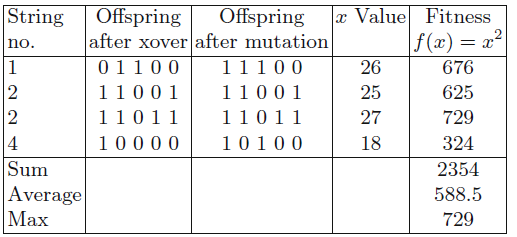 String Offspring Offspring x Value Fitness
no. after xover after mutation f(x) = x²
1 0 1 1 0 0 1 1 1 0 0 26 676
2 1 1 0 0 1 1 1 0 0 1 25 625
2 1 1 0 1 1 1 1 0 1 1 27 729
4 1 0 0 0 0 1 0 1 0 0 18 324
Sum 2354
Average 588.5
Max 729